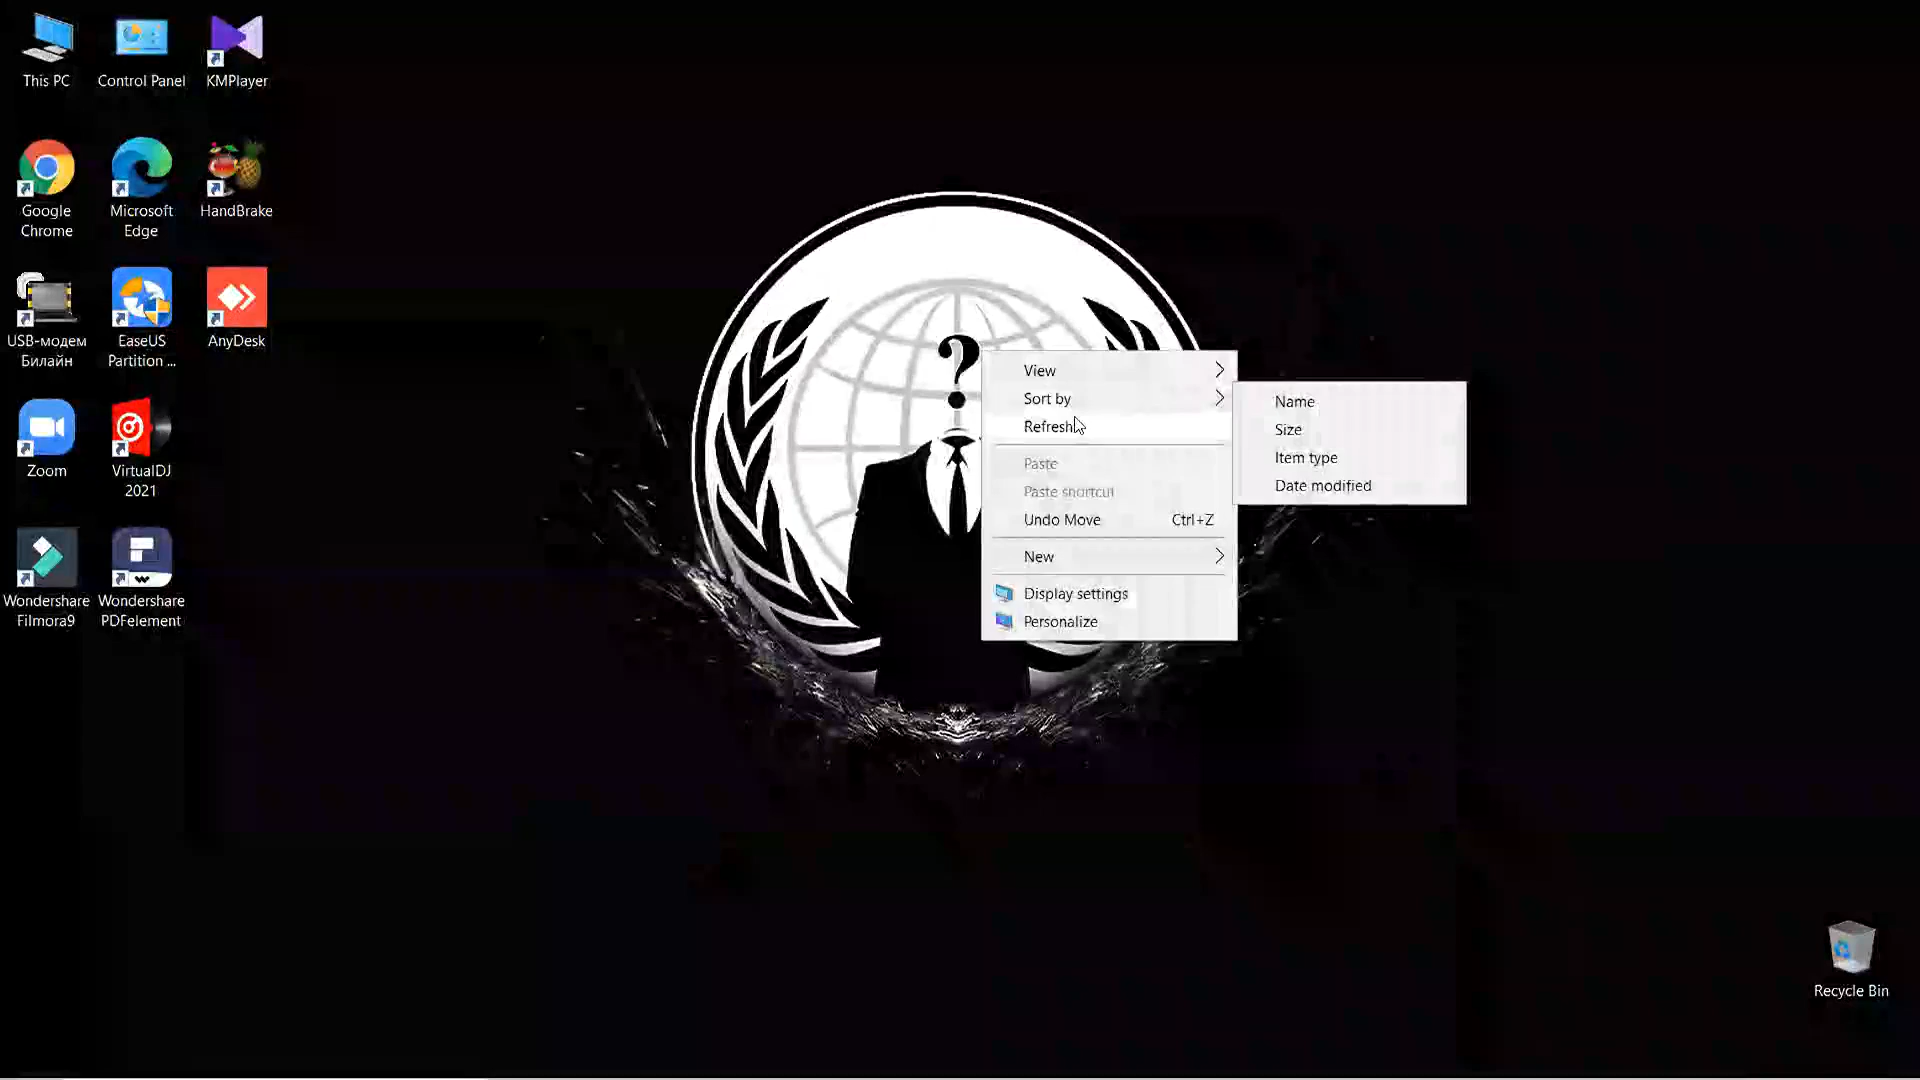 This PC
Control Panel
KMPlayer
Google
Chrome
Microsoft
Edge
HandBrake
USB-модем
Билайн
EaseUS
Partition ...
AnyDesk
Zoom
VirtualDJ
2021
Wondershare
Filmora9
Wondershare
PDFelement
?
View
Sort by
Refresh
Paste
Paste shortcut
Undo Move Ctrl+Z
New
Display settings
Personalize
Name
Size
Item type
Date modified
Recycle Bin